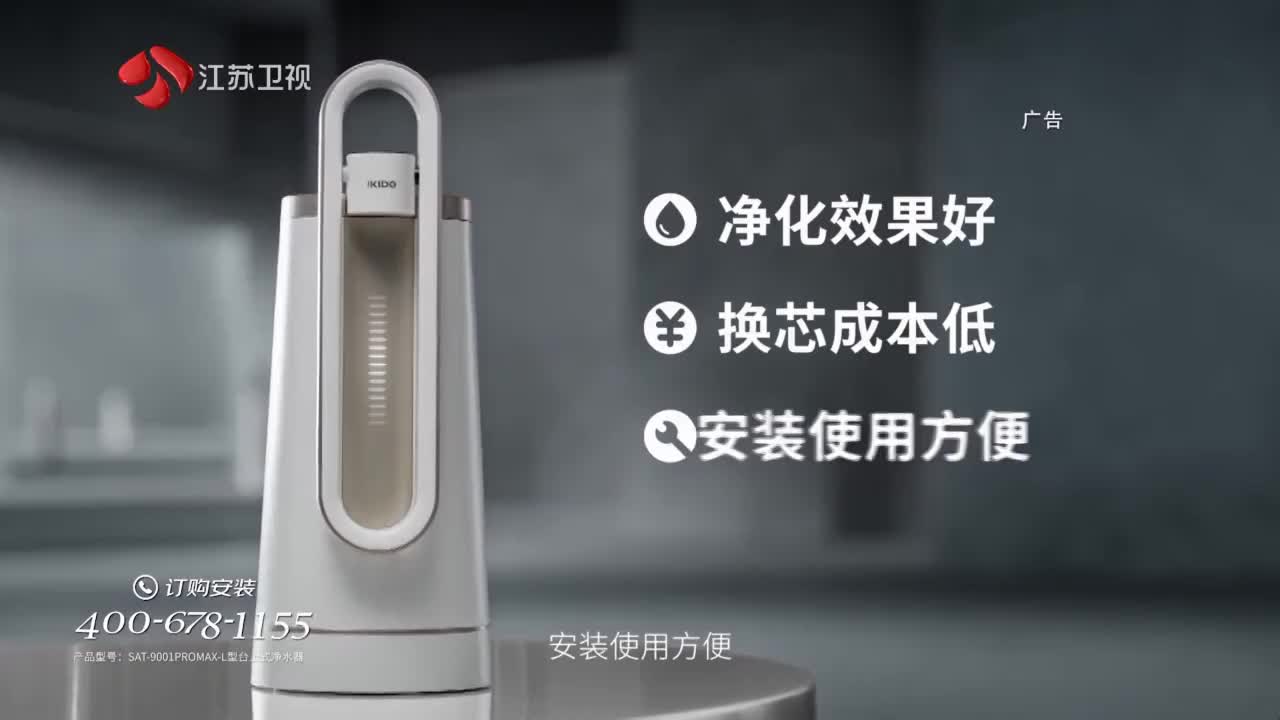 江苏卫视
广告
IKIDO
净化效果好
换芯成本低
安装使用方便
订购安装
400-678-1155
产品型号：SAT-9001PROMAX-L型台上式净水器
安装使用方便